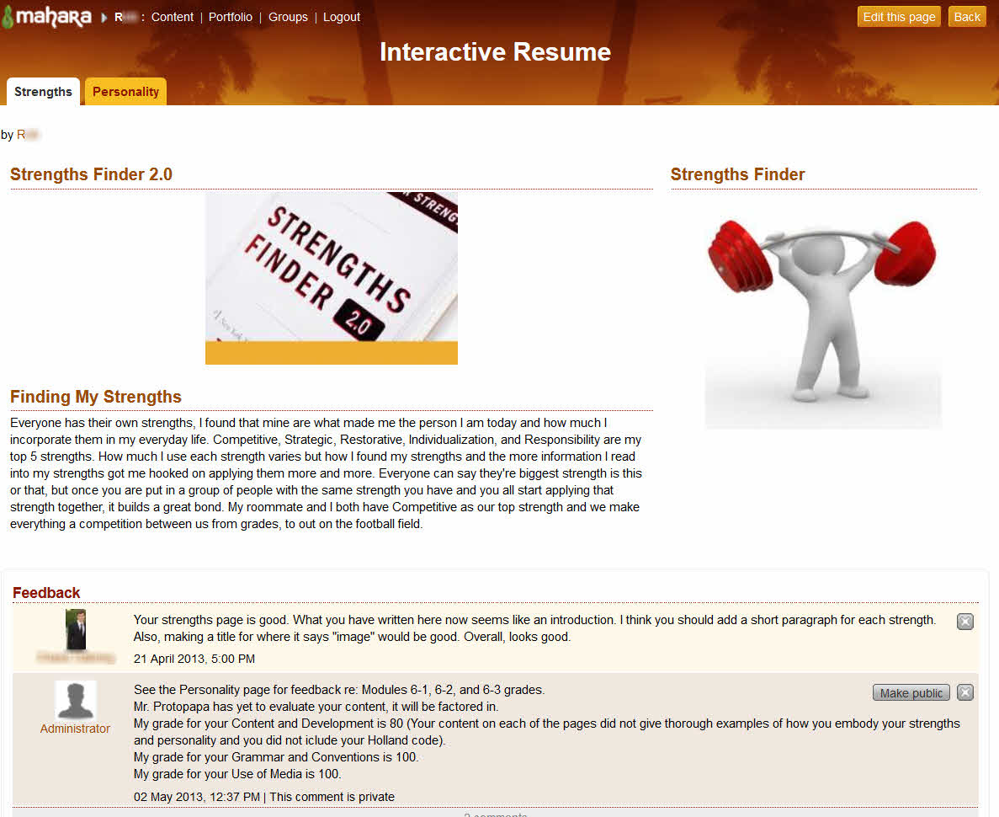 mahara R : Content | Portfolio | Groups | Logout
Edit this page Back
Interactive Resume
Strengths Personality
by R
Strengths Finder 2.0
Strengths Finder
STRENGTHS
FINDER
2.0
Finding My Strengths
Everyone has their own strengths, I found that mine are what made me the person I am today and how much I
incorporate them in my everyday life. Competitive, Strategic, Restorative, Individualization, and Responsibility are my
top 5 strengths. How much I use each strength varies but how I found my strengths and the more information I read
into my strengths got me hooked on applying them more and more. Everyone can say they're biggest strength is this
or that, but once you are put in a group of people with the same strength you have and you all start applying that
strength together, it builds a great bond. My roommate and I both have Competitive as our top strength and we make
everything a competition between us from grades, to out on the football field.
Feedback
Your strengths page is good. What you have written here now seems like an introduction. I think you should add a short paragraph for each strength.
Also, making a title for where it says "image" would be good. Overall, looks good.
21 April 2013, 5:00 PM
Administrator
See the Personality page for feedback re: Modules 6-1, 6-2, and 6-3 grades.
Make public
Mr. Protopapa has yet to evaluate your content, it will be factored in.
My grade for your Content and Development is 80 (Your content on each of the pages did not give thorough examples of how you embody your strengths
and personality and you did not iclude your Holland code).
My grade for your Grammar and Conventions is 100.
My grade for your Use of Media is 100.
02 May 2013, 12:37 PM | This comment is private